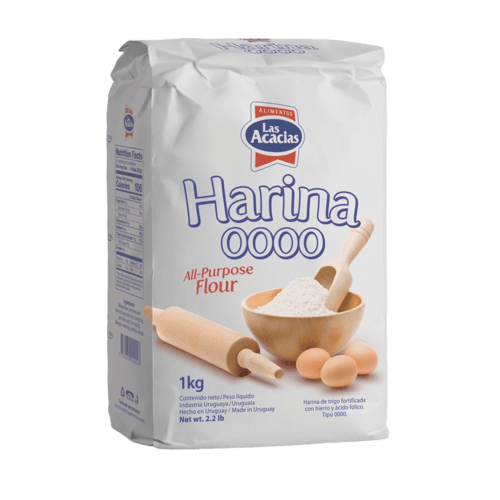 ALIMENTOS
Las
Acacias
Harina
0000
All-Purpose
Flour
1kg
Contenido neto/Peso líquido
Industria Uruguaya/Uruguaia
Hecho en Uruguay / Made in Uruguay
Net wt. 2.2 lb
Harina de trigo fortificada
con hierro y ácido fólico.
Tipo 0000.
Nutrition Facts
Calories 106